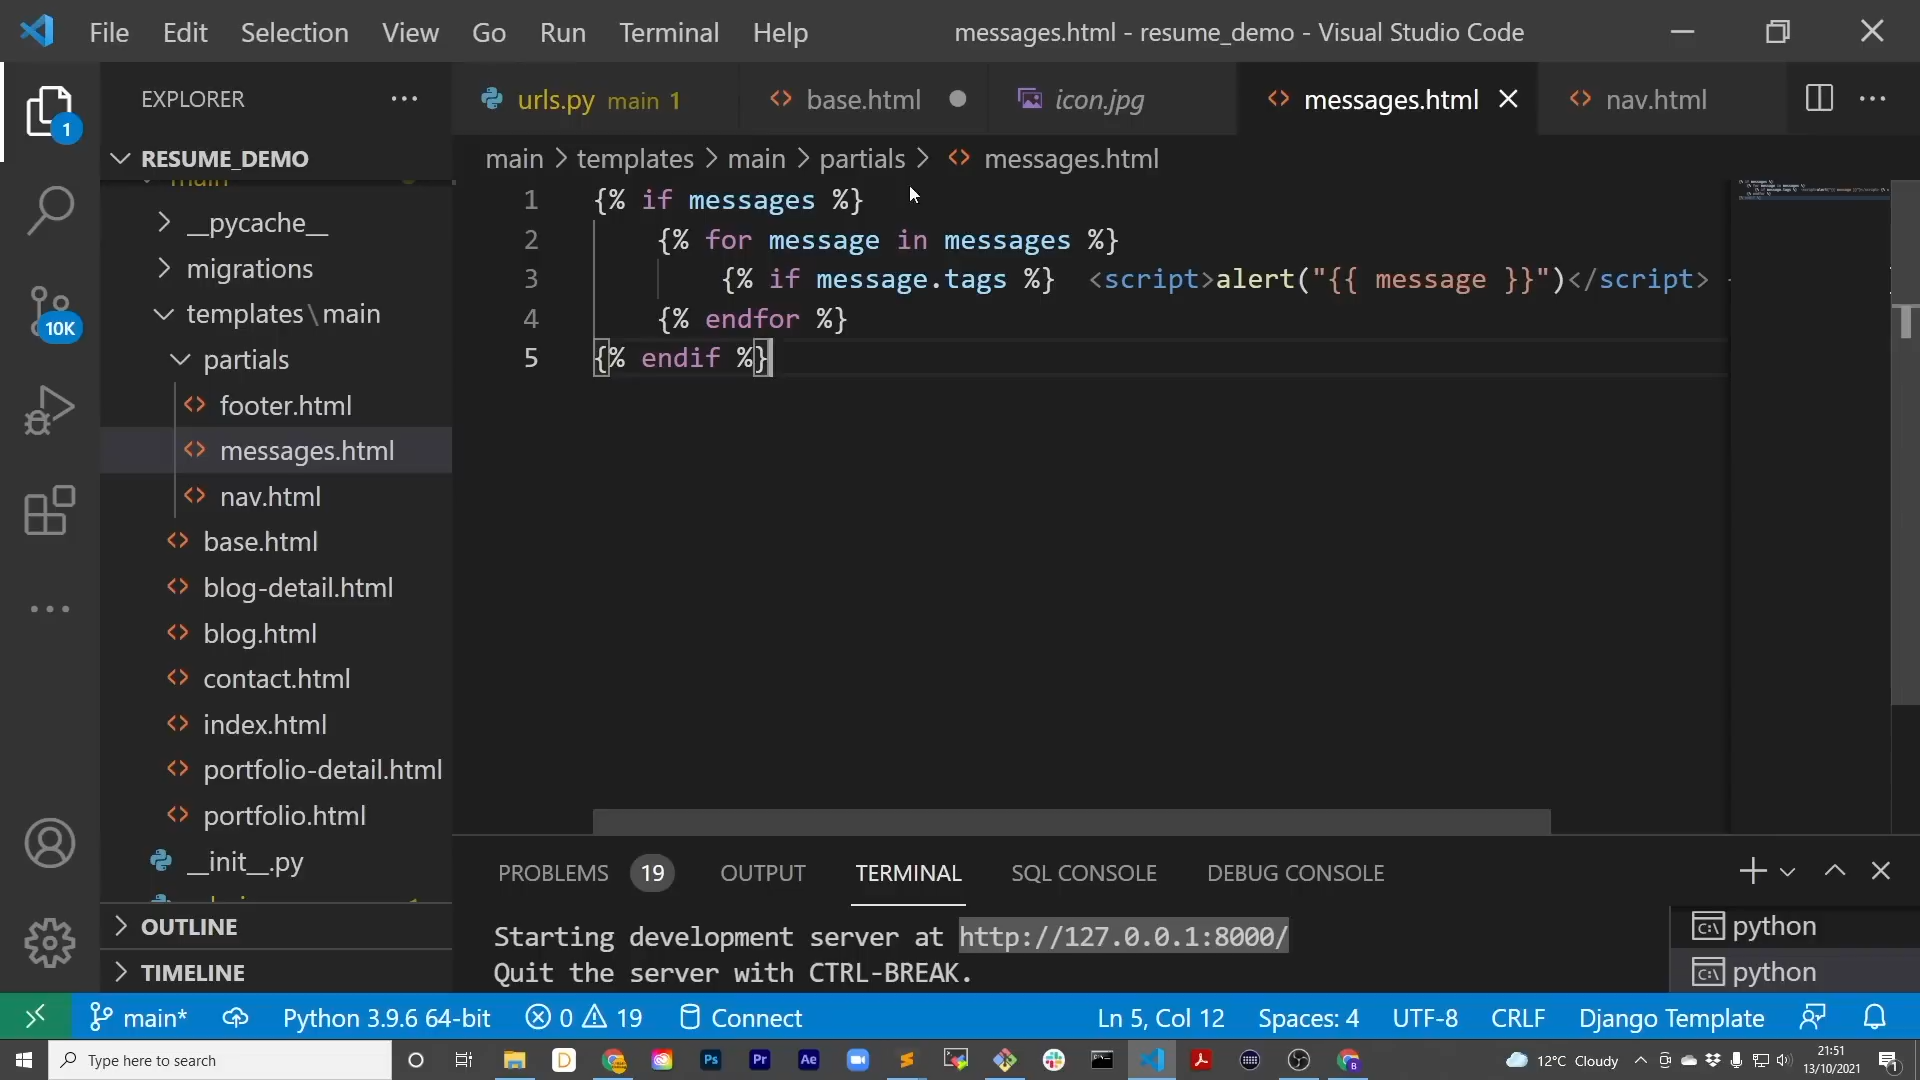 File Edit Selection View Go Run Terminal Help messages.html - resume_demo - Visual Studio Code
EXPLORER
urls.py main 1 base.html icon.jpg messages.html nav.html
RESUME_DEMO
main > templates > main > partials > messages.html
main
__pycache__
migrations
templates\main
partials
footer.html
messages.html
nav.html
base.html
blog-detail.html
blog.html
contact.html
index.html
portfolio-detail.html
portfolio.html
__init__.py
OUTLINE
TIMELINE
1
10K
1 {% if messages %}
2 {% for message in messages %}
3 {% if message.tags %} <script>alert("{{ message }}")</script>
4 {% endfor %}
5 {% endif %}
PROBLEMS 19 OUTPUT TERMINAL SQL CONSOLE DEBUG CONSOLE
Starting development server at http://127.0.0.1:8000/
Quit the server with CTRL-BREAK.
python
python
main* Python 3.9.6 64-bit 0 19 Connect Ln 5, Col 12 Spaces: 4 UTF-8 CRLF Django Template
Type here to search
Ps Pr Ae
12°C Cloudy
21:51
13/10/2021